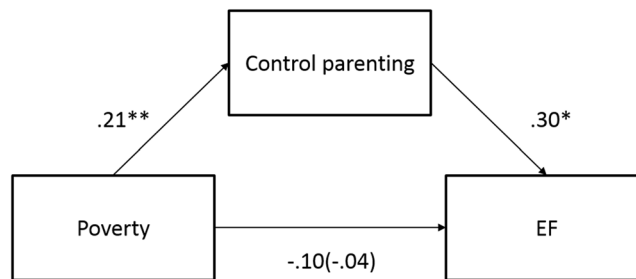 Control parenting
.21**
.30*
Poverty
EF
-.10(-.04)